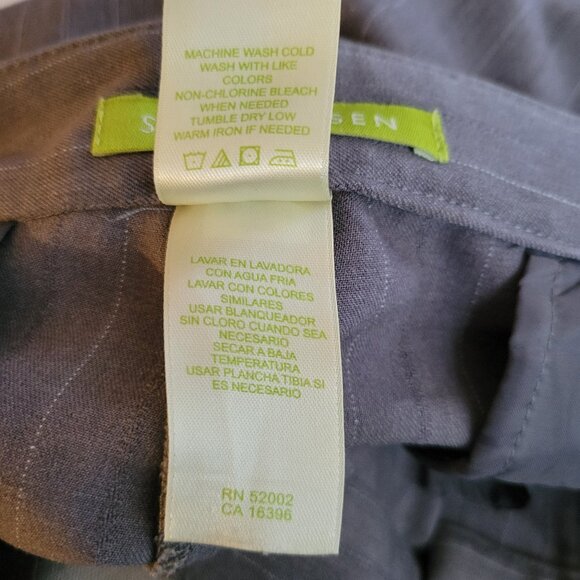 MACHINE WASH COLD
WASH WITH LIKE
COLORS
NON-CHLORINE BLEACH
WHEN NEEDED
TUMBLE DRY LOW
WARM IRON IF NEEDED
LAVAR EN LAVADORA
CON AGUA FRIA
LAVAR CON COLORES
SIMILARES
USAR BLANQUEADOR
SIN CLORO CUANDO SEA
NECESARIO
SECAR A BAJA
TEMPERATURA
USAR PLANCHA TIBIA SI
ES NECESARIO
RN 52002
CA 16396